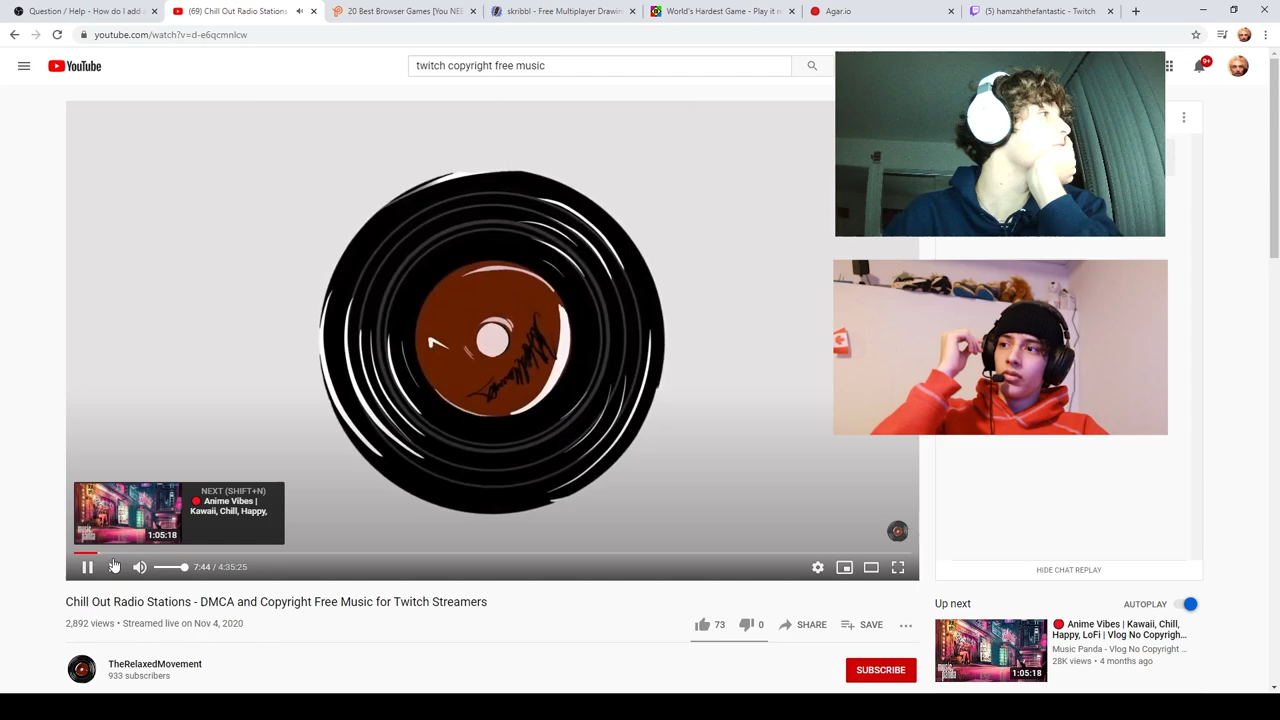 Question / Help - How do I add a
(69) Chill Out Radio Stations
20 Best Browser Games [You NEE
skribbl - Free Multiplayer Drawin
World's Hardest Game - Play it n
Agar.io
(5) hamzahthefantastic - Twitch
youtube.com/watch?v=d-e6qcmnlcw
YouTube
twitch copyright free music
9+
NEXT (SHIFT+N)
Anime Vibes |
Kawaii, Chill, Happy,
1:05:18
7:44 / 4:35:25
HIDE CHAT REPLAY
Chill Out Radio Stations - DMCA and Copyright Free Music for Twitch Streamers
2,892 views • Streamed live on Nov 4, 2020
73
0
SHARE
SAVE
TheRelaxedMovement
933 subscribers
SUBSCRIBE
Up next
AUTOPLAY
Anime Vibes | Kawaii, Chill,
Happy, LoFi | Vlog No Copyrigh...
Music Panda - Vlog No Copyright ...
28K views • 4 months ago
1:05:18